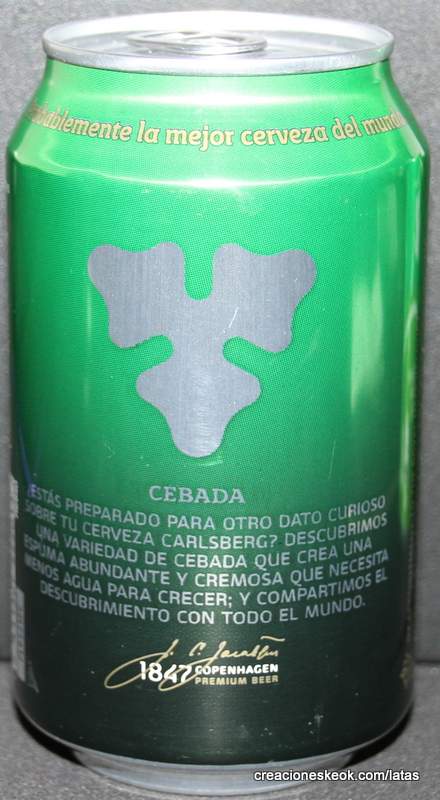 Probablemente la mejor cerveza del mundo
CEBADA
¿ESTÁS PREPARADO PARA OTRO DATO CURIOSO
SOBRE TU CERVEZA CARLSBERG? DESCUBRIMOS
UNA VARIEDAD DE CEBADA QUE CREA UNA
ESPUMA ABUNDANTE Y CREMOSA QUE NECESITA
MENOS AGUA PARA CRECER; Y COMPARTIMOS EL
DESCUBRIMIENTO CON TODO EL MUNDO.
J. C. Jacobsen
1847 COPENHAGEN
PREMIUM BEER
creacioneskeok.com/latas